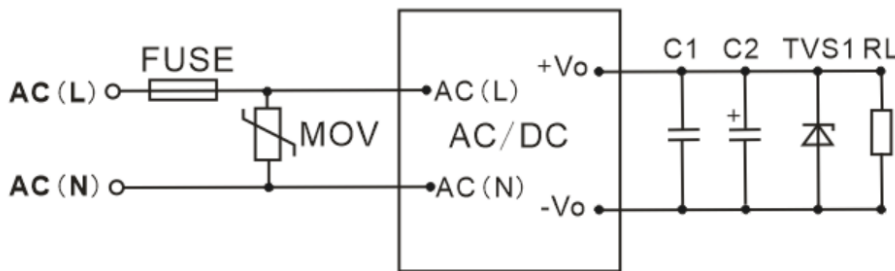 C1 C2 TVS1 RL
FUSE +Vo
AC(L) AC(L)
MOV AC/DC +
AC(N) AC(N)
-Vo